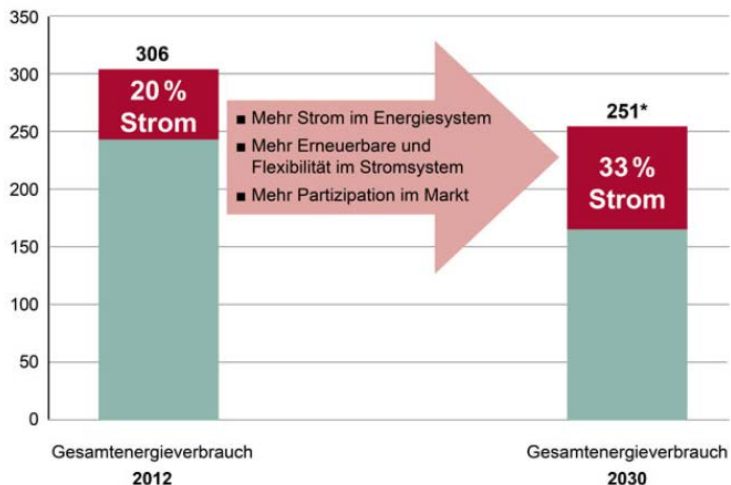 350
300
250
200
150
100
50
0
306
20 %
Strom
■ Mehr Strom im Energiesystem
■ Mehr Erneuerbare und
Flexibilität im Stromsystem
■ Mehr Partizipation im Markt
251*
33 %
Strom
Gesamtenergieverbrauch
2012
Gesamtenergieverbrauch
2030